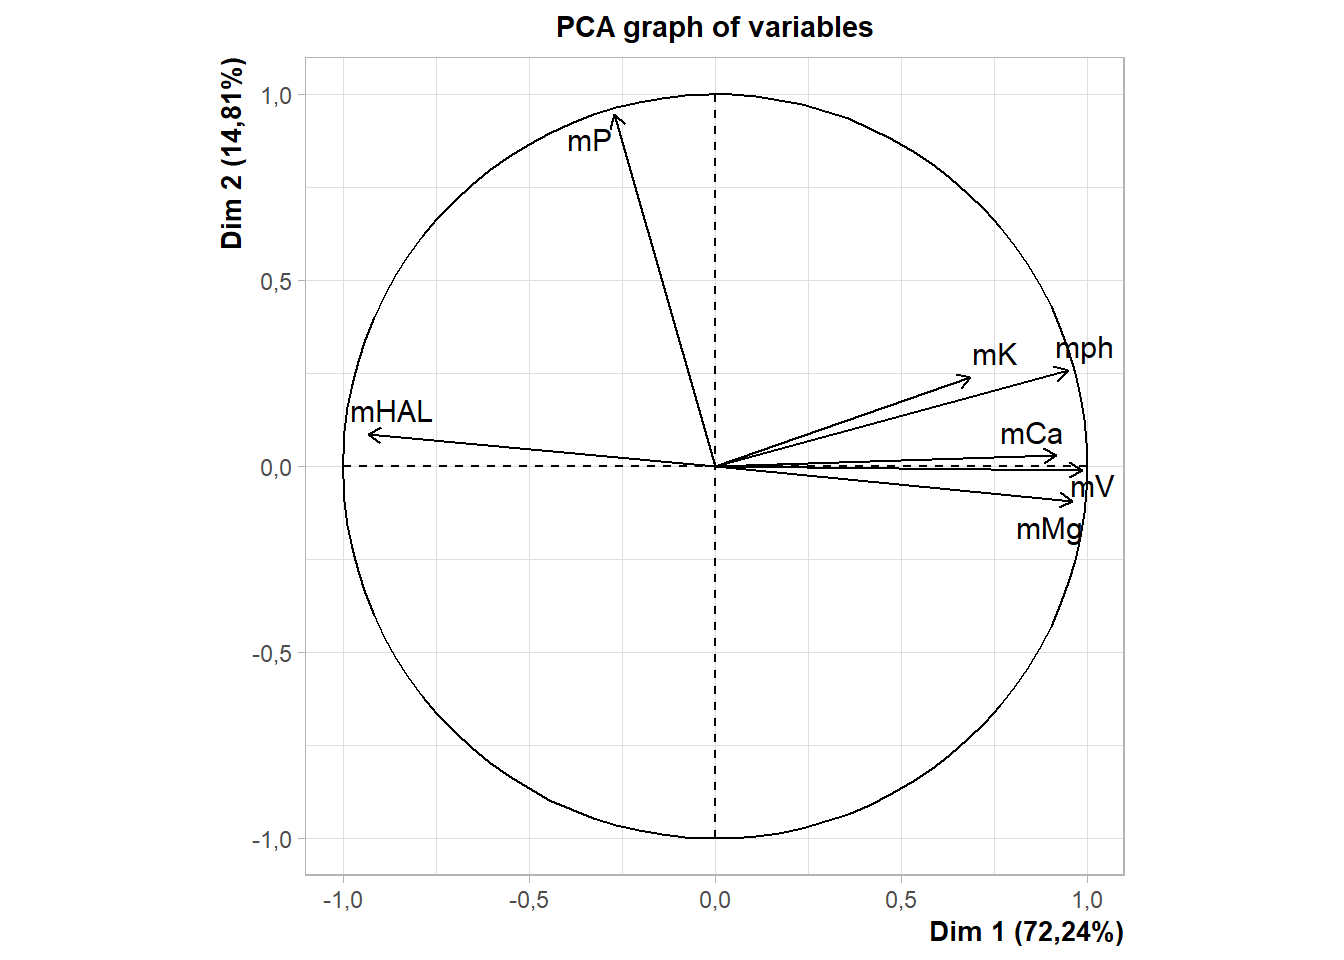 PCA graph of variables
Dim 2 (14,81%)
1,0
0,5
0,0
-0,5
-1,0
mP
mK
mph
mHAL
mCa
mV
mMg
-1,0
-0,5
0,0
0,5
1,0
Dim 1 (72,24%)